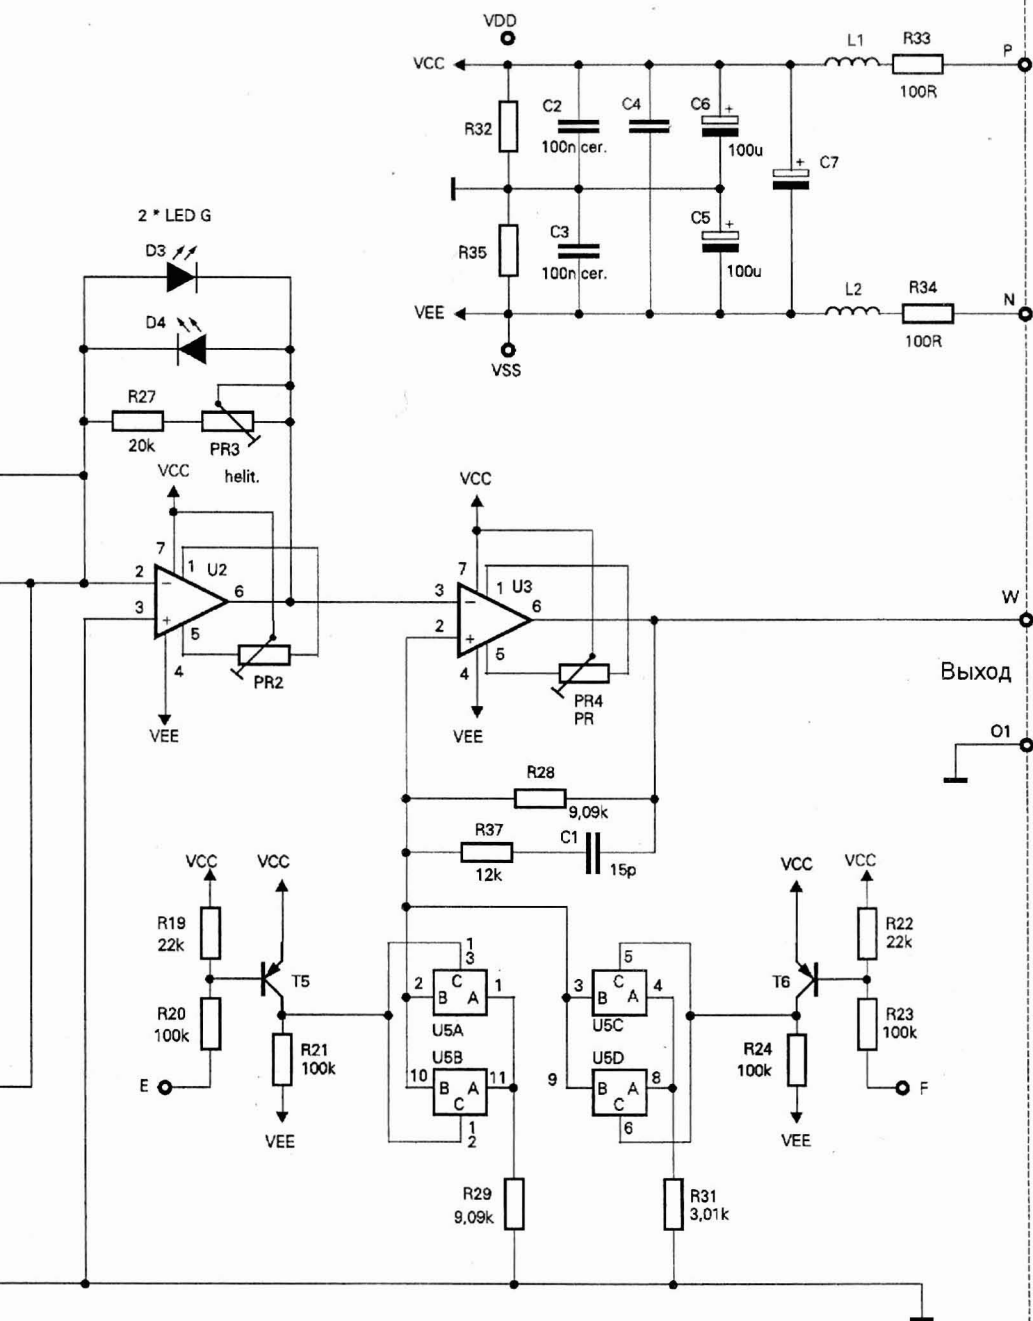 VDD
VCC
L1
R33
P
100R
R32
C2
100n cer.
C4
C6
+
100u
+
C7
R35
C3
100n cer.
C5
+
100u
VEE
L2
R34
N
100R
VSS
2 * LED G
D3
D4
R27
20k
PR3
helit.
VCC
7
1
U2
2
−
6
3
+
5
4
PR2
VEE
VCC
7
1
U3
3
−
6
2
+
5
4
PR4
PR
VEE
W
Выход
O1
R28
9,09k
R37
C1
12k
15p
VCC
VCC
R19
22k
T5
R20
100k
R21
100k
E
VEE
1
3
C
2
B
A
1
U5A
U5B
10
B
A
11
C
1
2
5
C
3
B
A
4
U5C
U5D
9
B
A
8
C
6
VCC
VCC
R22
22k
T6
R23
100k
R24
100k
F
VEE
R29
9,09k
R31
3,01k